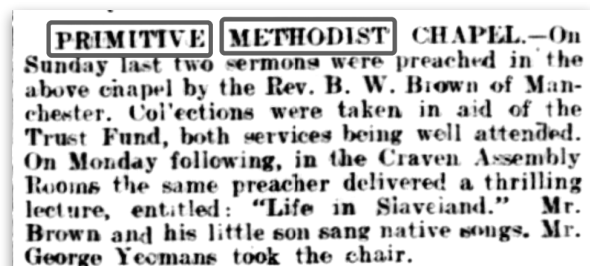 PRIMITIVE METHODIST CHAPEL.—On
Sunday last two sermons were preached in the
above chapel by the Rev. B. W. Brown of Man-
chester. Collections were taken in aid of the
Trust Fund, both services being well attended.
On Monday following, in the Craven Assembly
Rooms the same preacher delivered a thrilling
lecture, entitled: "Life in Slaveland." Mr.
Brown and his little son sang native songs. Mr.
George Yeomans took the chair.